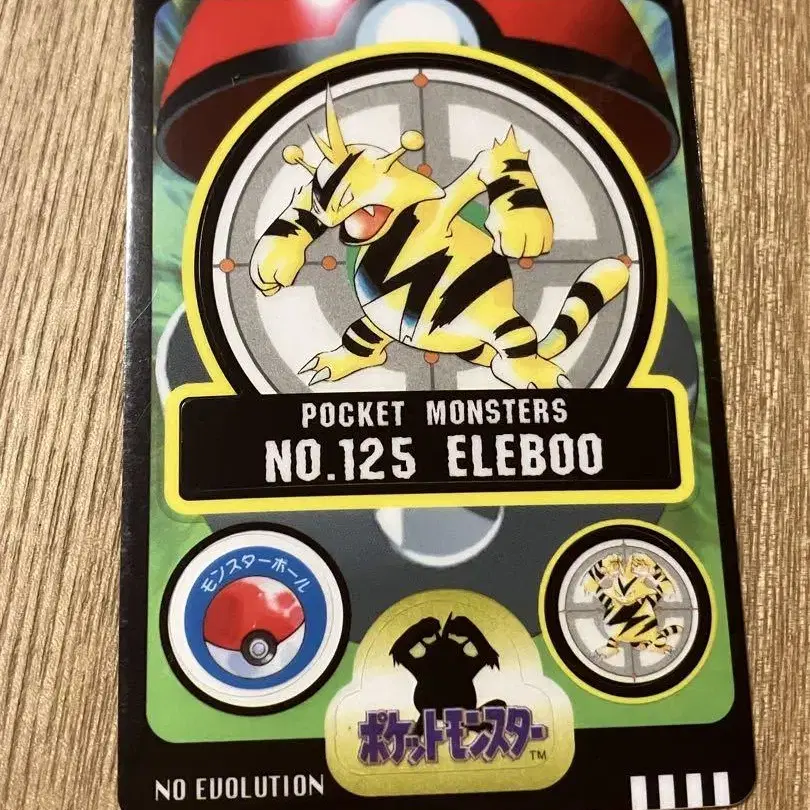 POCKET MONSTERS
NO.125 ELEBOO
モンスターボール
ポケットモンスター
TM
NO EVOLUTION